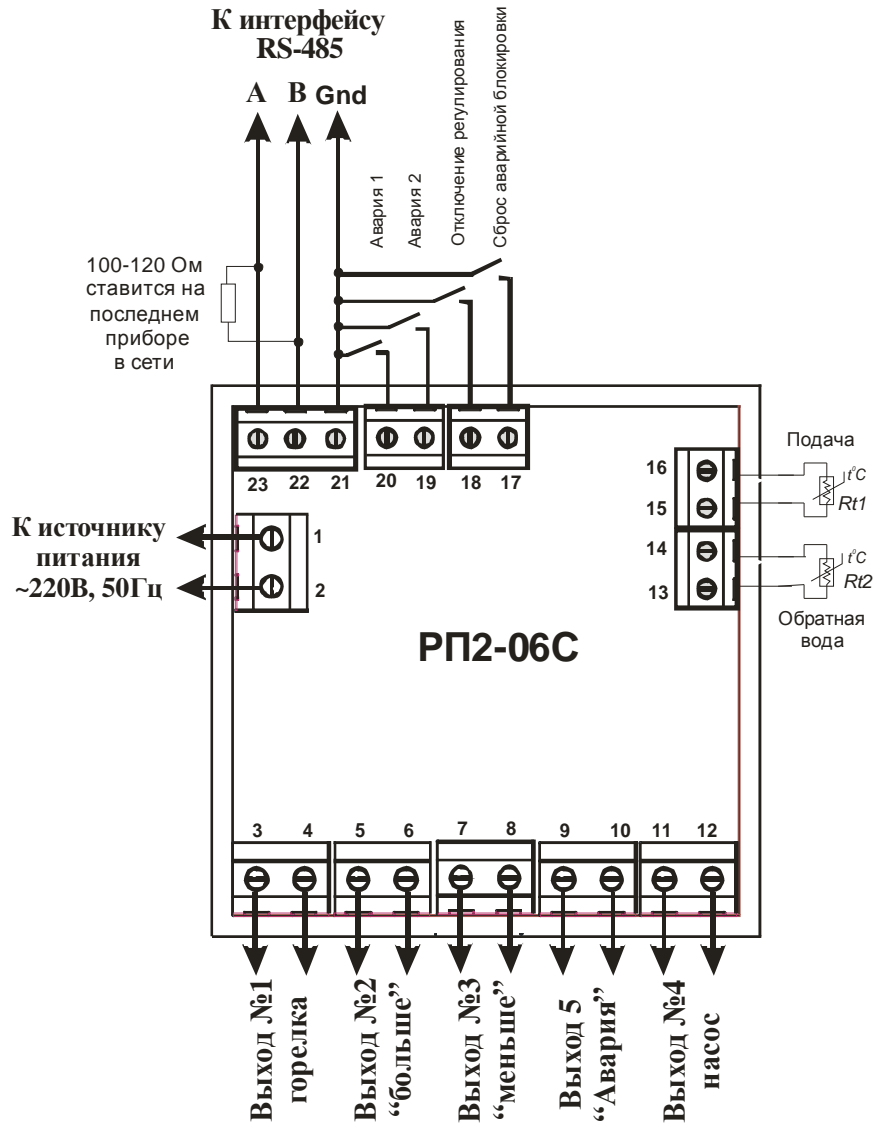 К интерфейсу
RS-485
A B Gnd
Авария 1
Авария 2
Отключение регулирования
Сброс аварийной блокировки
100-120 Ом
ставится на
последнем
приборе
в сети
23 22 21 20 19 18 17
16
15
14
13
Подача
t°C
Rt1
t°C
Rt2
Обратная
вода
К источнику
питания
~220В, 50Гц
1
2
РП2-06С
3 4 5 6 7 8 9 10 11 12
Выход №1
горелка
Выход №2
“больше”
Выход №3
“меньше”
Выход 5
“Авария”
Выход №4
насос